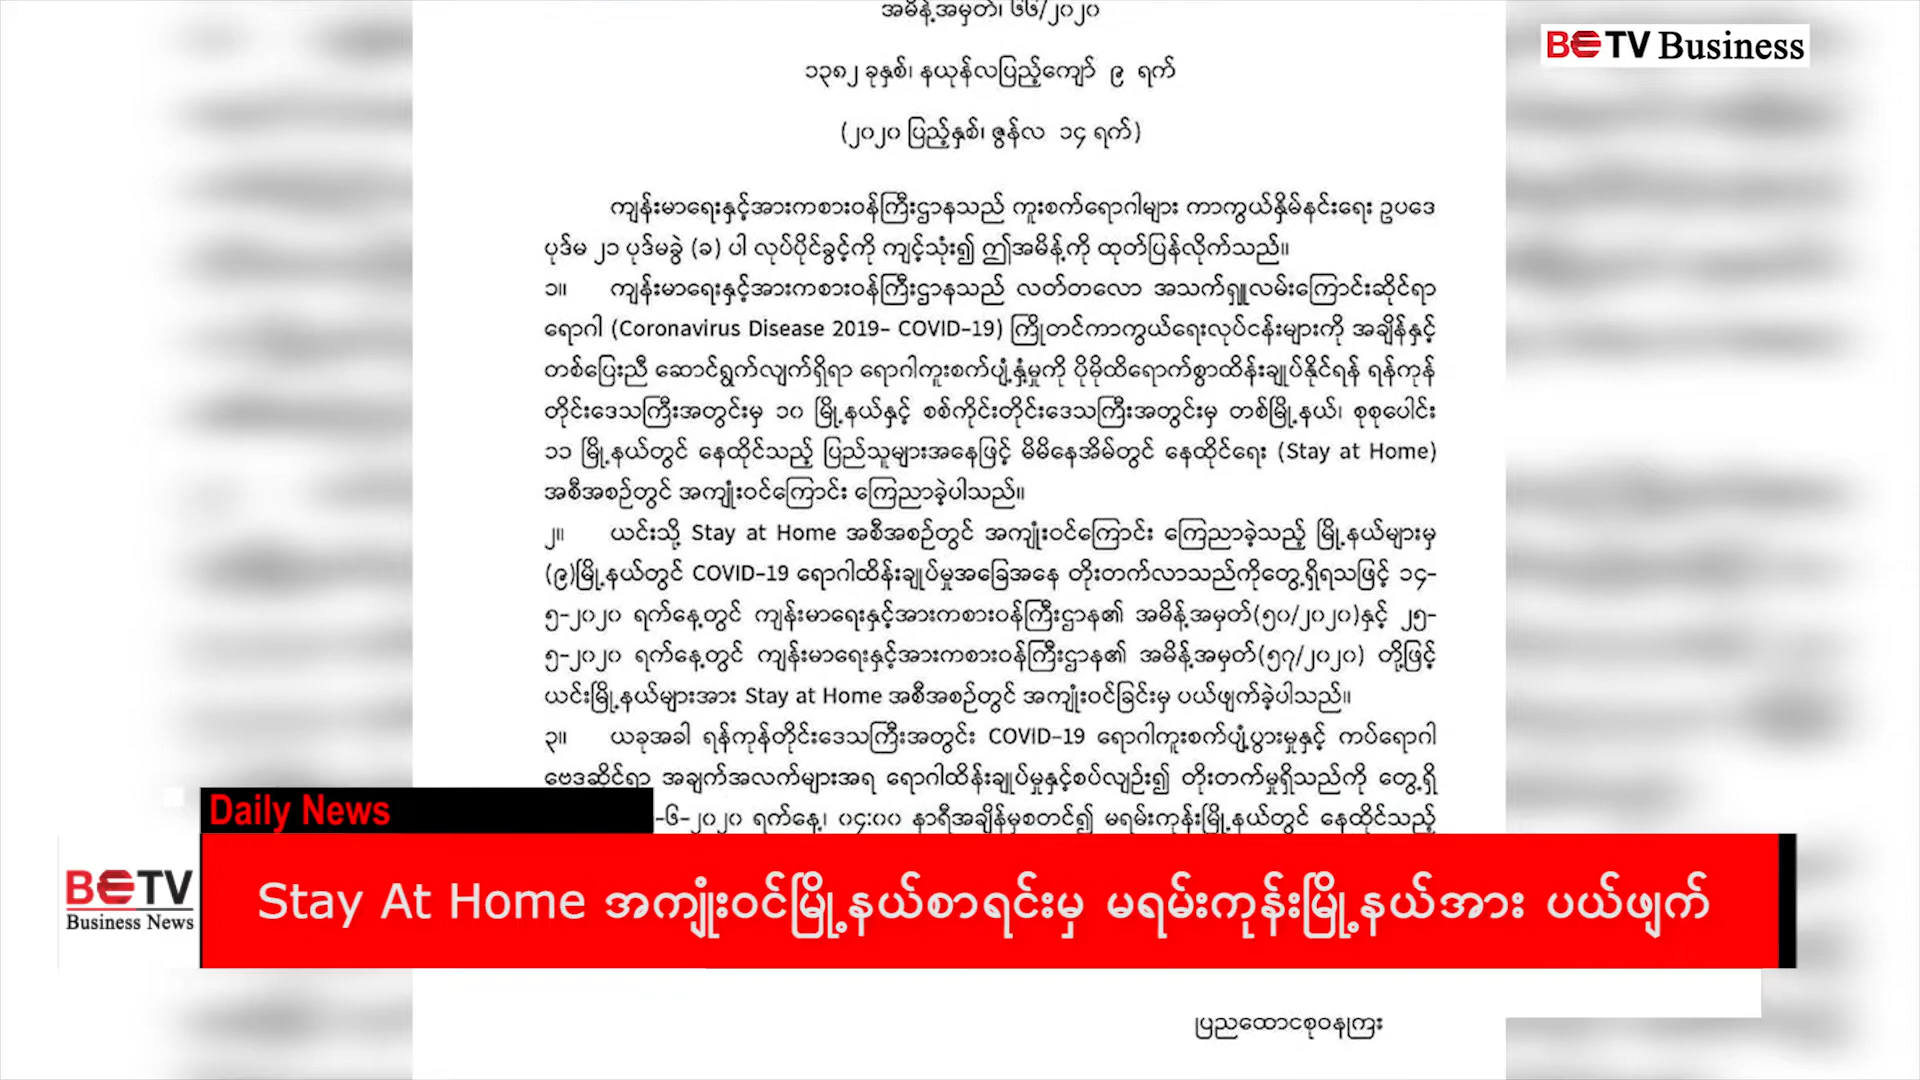 အမိန့်အမှတ်၊ ၆၆/၂၀၂၀
BETV Business
၁၃၈၂ ခုနှစ်၊ နယုန်လပြည့်ကျော် ၉ ရက်
(၂၀၂၀ ပြည့်နှစ်၊ ဇွန်လ ၁၄ ရက်)
ကျန်းမာရေးနှင့်အားကစားဝန်ကြီးဌာနသည် ကူးစက်ရောဂါများ ကာကွယ်နှိမ်နင်းရေး ဥပဒေ
ပုဒ်မ ၂၁ ပုဒ်မခွဲ (ခ) ပါ လုပ်ပိုင်ခွင့်ကို ကျင့်သုံး၍ ဤအမိန့်ကို ထုတ်ပြန်လိုက်သည်။
၁။ ကျန်းမာရေးနှင့်အားကစားဝန်ကြီးဌာနသည် လတ်တလော အသက်ရှူလမ်းကြောင်းဆိုင်ရာ
ရောဂါ (Coronavirus Disease 2019- COVID-19) ကြိုတင်ကာကွယ်ရေးလုပ်ငန်းများကို အချိန်နှင့်
တစ်ပြေးညီ ဆောင်ရွက်လျက်ရှိရာ ရောဂါကူးစက်ပျံ့နှံ့မှုကို ပိုမိုထိရောက်စွာထိန်းချုပ်နိုင်ရန် ရန်ကုန်
တိုင်းဒေသကြီးအတွင်းမှ ၁၀ မြို့နယ်နှင့် စစ်ကိုင်းတိုင်းဒေသကြီးအတွင်းမှ တစ်မြို့နယ်၊ စုစုပေါင်း
၁၁ မြို့နယ်တွင် နေထိုင်သည့် ပြည်သူများအနေဖြင့် မိမိနေအိမ်တွင် နေထိုင်ရေး (Stay at Home)
အစီအစဉ်တွင် အကျုံးဝင်ကြောင်း ကြေညာခဲ့ပါသည်။
၂။ ယင်းသို့ Stay at Home အစီအစဉ်တွင် အကျုံးဝင်ကြောင်း ကြေညာခဲ့သည့် မြို့နယ်များမှ
(၉)မြို့နယ်တွင် COVID-19 ရောဂါထိန်းချုပ်မှုအခြေအနေ တိုးတက်လာသည်ကိုတွေ့ရှိရသဖြင့် ၁၄-
၅-၂၀၂၀ ရက်နေ့တွင် ကျန်းမာရေးနှင့်အားကစားဝန်ကြီးဌာန၏ အမိန့်အမှတ်(၅၀/၂၀၂၀)နှင့် ၂၅-
၅-၂၀၂၀ ရက်နေ့တွင် ကျန်းမာရေးနှင့်အားကစားဝန်ကြီးဌာန၏ အမိန့်အမှတ်(၅၇/၂၀၂၀) တို့ဖြင့်
ယင်းမြို့နယ်များအား Stay at Home အစီအစဉ်တွင် အကျုံးဝင်ခြင်းမှ ပယ်ဖျက်ခဲ့ပါသည်။
၃။ ယခုအခါ ရန်ကုန်တိုင်းဒေသကြီးအတွင်း COVID-19 ရောဂါကူးစက်ပျံ့ပွားမှုနှင့် ကပ်ရောဂါ
ဗေဒဆိုင်ရာ အချက်အလက်များအရ ရောဂါထိန်းချုပ်မှုနှင့်စပ်လျဉ်း၍ တိုးတက်မှုရှိသည်ကို တွေ့ရှိ
-၆-၂၀၂၀ ရက်နေ့၊ ၀၄:၀၀ နာရီအချိန်မှစတင်၍ မရမ်းကုန်းမြို့နယ်တွင် နေထိုင်သည့်
Daily News
BETV
Business News
Stay At Home အကျုံးဝင်မြို့နယ်စာရင်းမှ မရမ်းကုန်းမြို့နယ်အား ပယ်ဖျက်
ပြည်ထောင်စုဝန်ကြီး